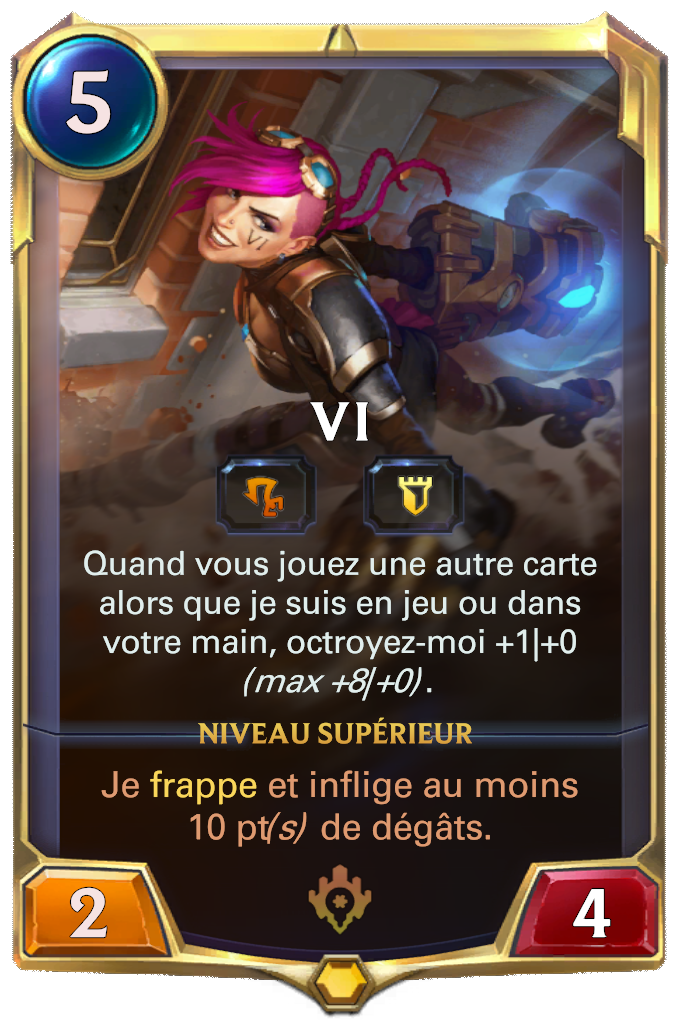 5
VI
VI
Quand vous jouez une autre carte
alors que je suis en jeu ou dans
votre main, octroyez-moi +1|+0
(max +8|+0).
NIVEAU SUPÉRIEUR
Je frappe et inflige au moins
10 pt(s) de dégâts.
2
4